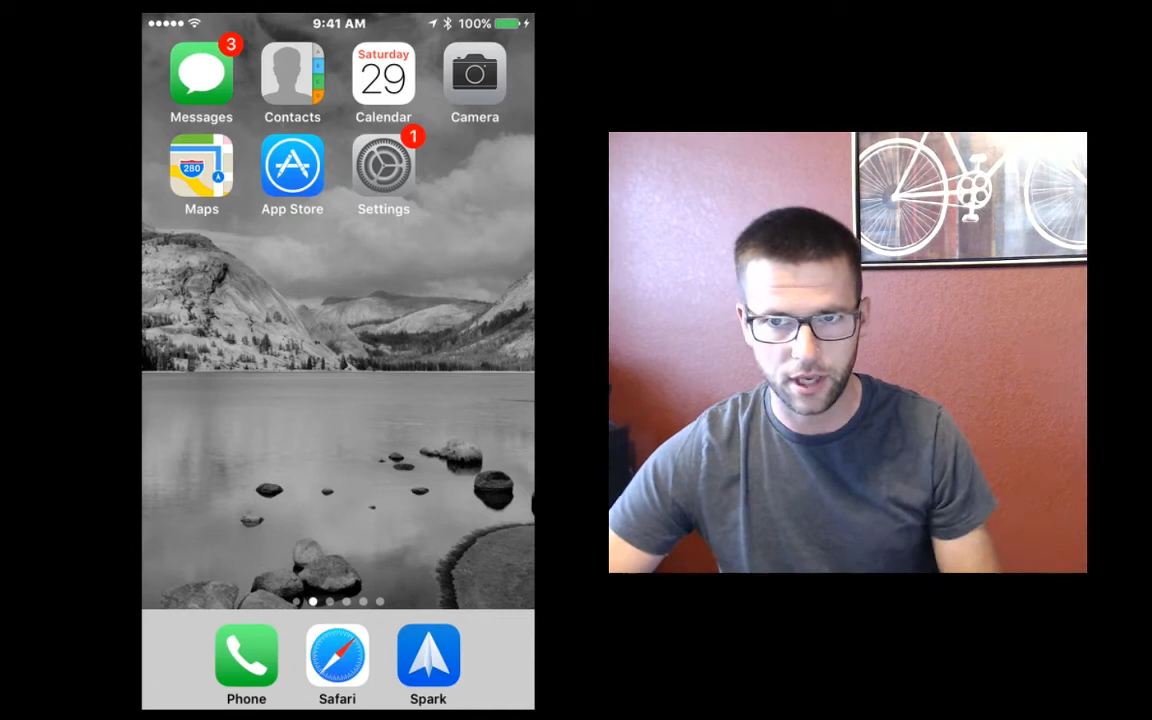 9:41 AM 100%
3
Saturday
29
Messages Contacts Calendar Camera
1
280
Maps App Store Settings
Phone Safari Spark